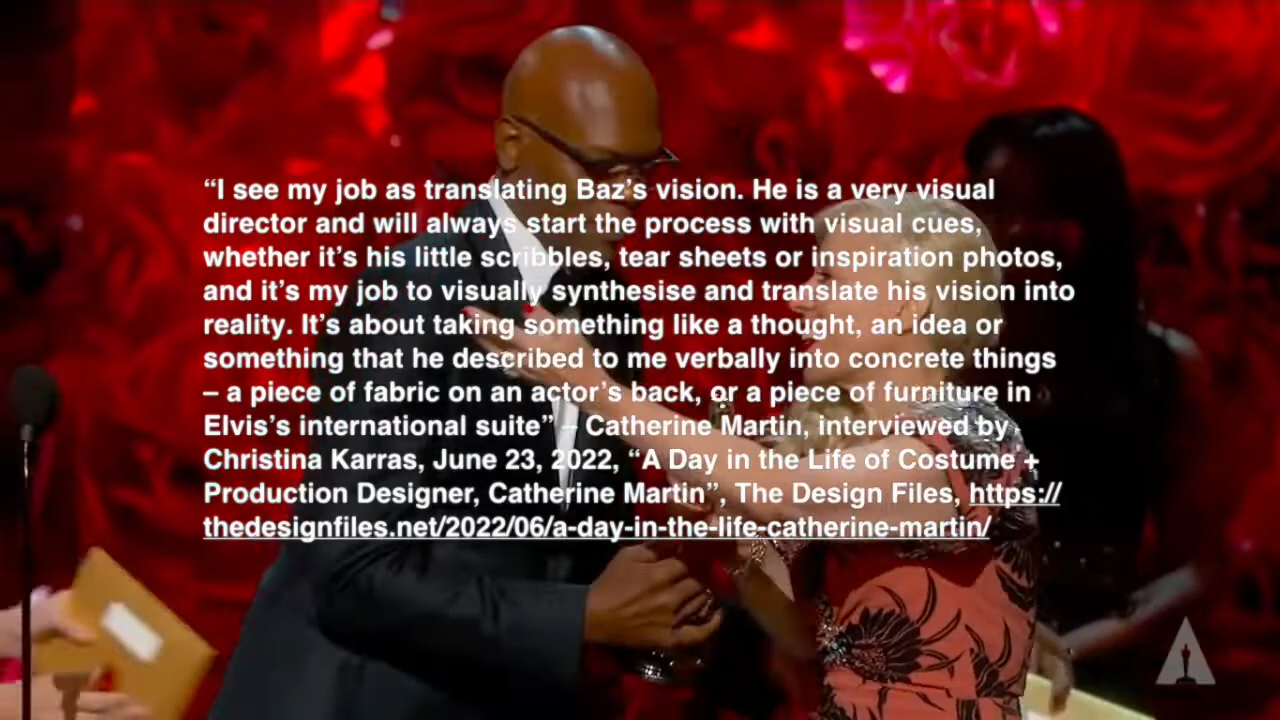 “I see my job as translating Baz’s vision. He is a very visual
director and will always start the process with visual cues,
whether it’s his little scribbles, tear sheets or inspiration photos,
and it’s my job to visually synthesise and translate his vision into
reality. It’s about taking something like a thought, an idea or
something that he described to me verbally into concrete things
– a piece of fabric on an actor’s back, or a piece of furniture in
Elvis’s international suite” – Catherine Martin, interviewed by
Christina Karras, June 23, 2022, “A Day in the Life of Costume +
Production Designer, Catherine Martin”, The Design Files, https://
thedesignfiles.net/2022/06/a-day-in-the-life-catherine-martin/